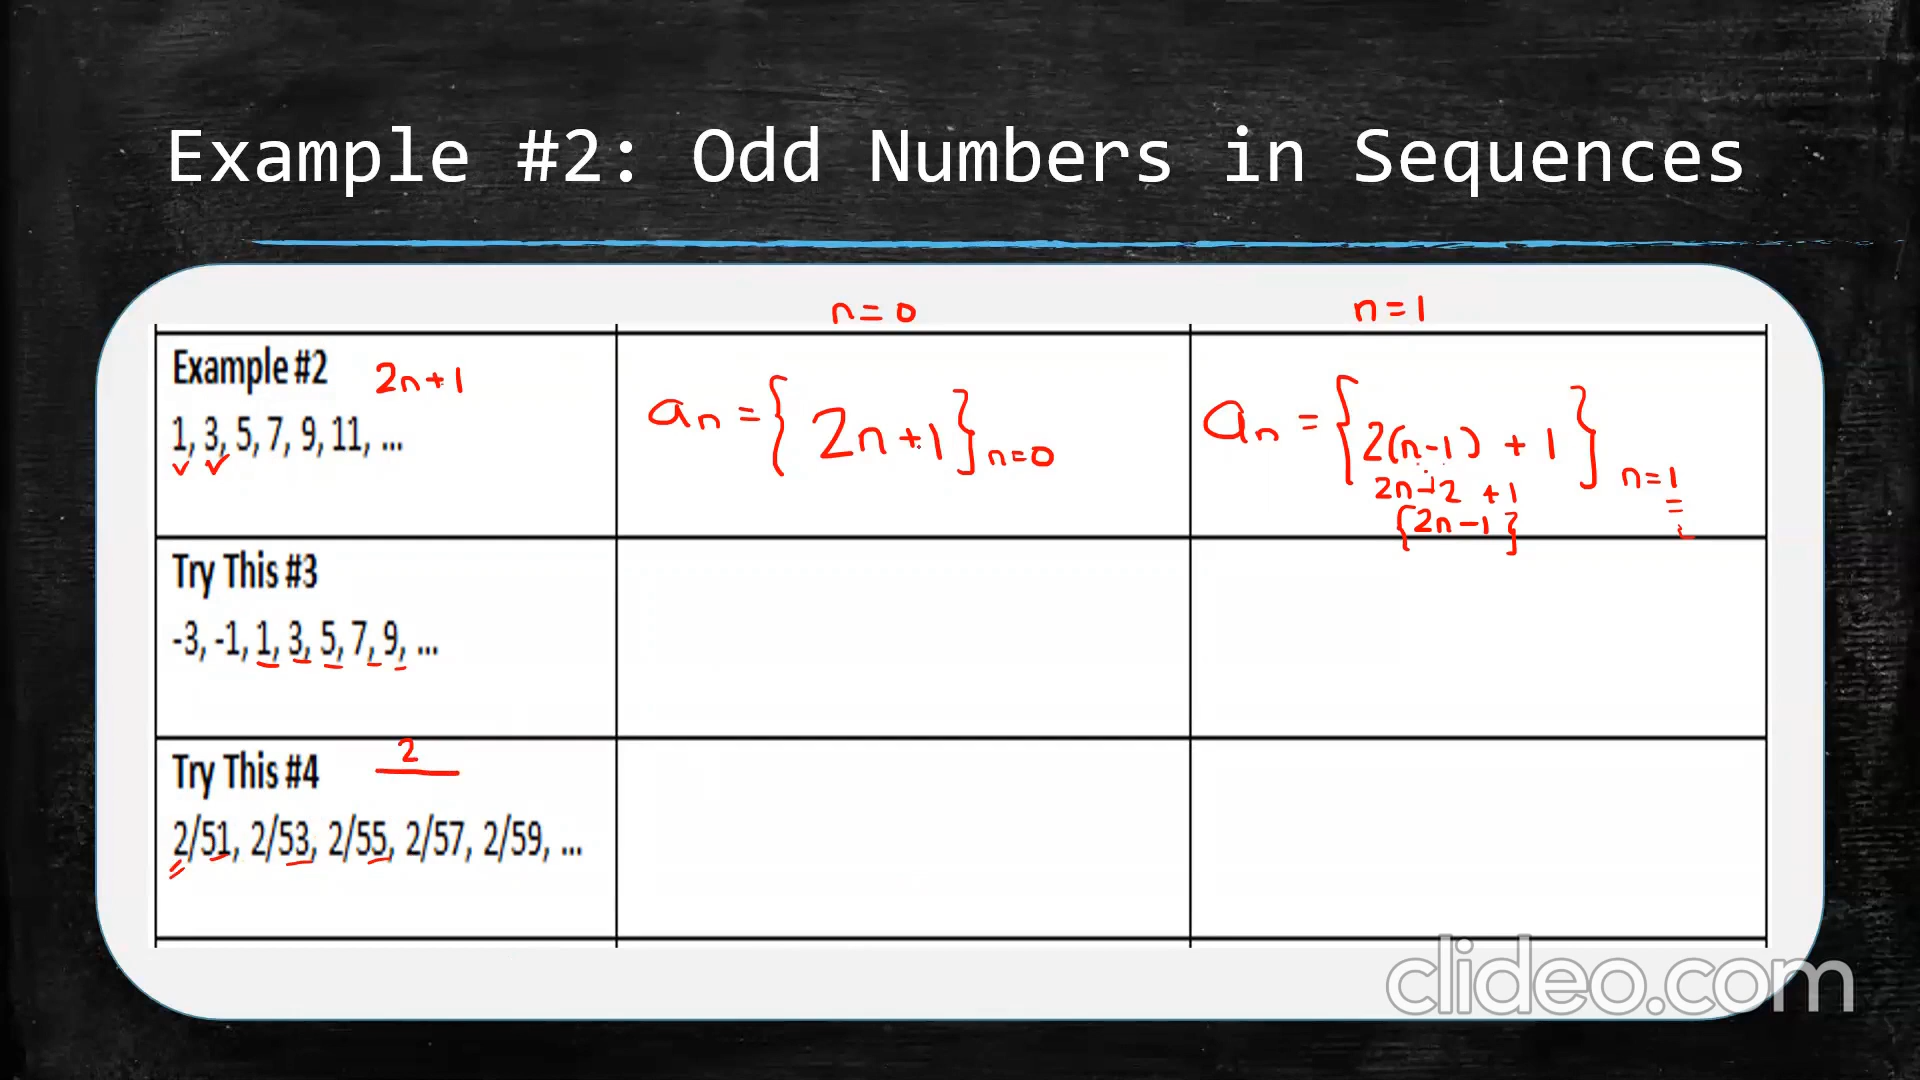 Example #2: Odd Numbers in Sequences
n=0
n=1
Example #2
2n+1
1, 3, 5, 7, 9, 11, ...
an = { 2n+1 } n=0
an = { 2(n-1) + 1 } n=1
2n-2 +1
{2n-1}
Try This #3
-3, -1, 1, 3, 5, 7, 9, ...
Try This #4
2
2/51, 2/53, 2/55, 2/57, 2/59, ...
clideo.com